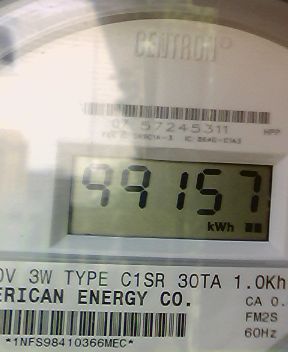 CENTRON
07 57245311
99157
kWh
0V 3W TYPE C1SR 30TA 1.0Kh
ERICAN ENERGY CO.
CA 0.
FM2S
60Hz
*1NFS98410366MEC*